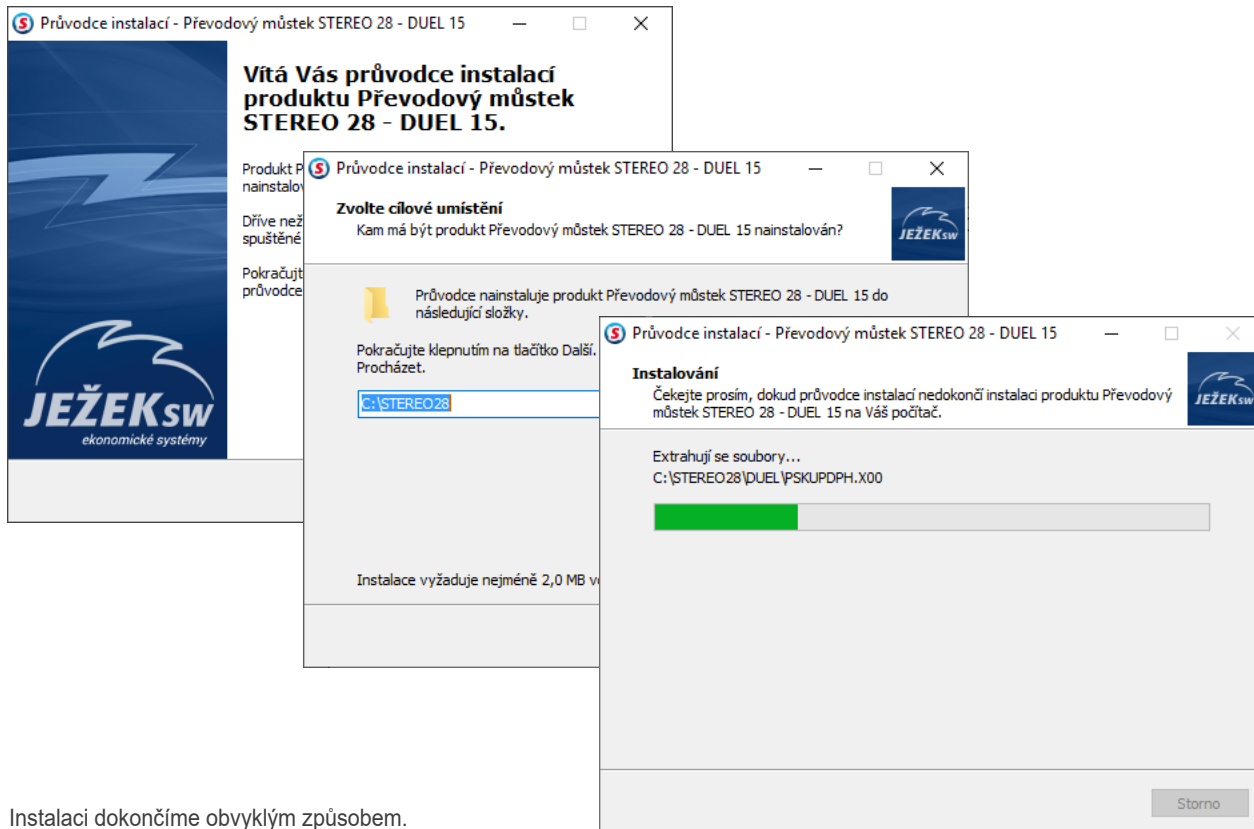 Průvodce instalací - Převodový můstek STEREO 28 - DUEL 15
Vítá Vás průvodce instalací
produktu Převodový můstek
STEREO 28 - DUEL 15.
Produkt
nainstalov
Dříve než
spuštěné
Pokračujt
průvodce
JEŽEKSW
ekonomické systémy
Průvodce instalací - Převodový můstek STEREO 28 - DUEL 15
Zvolte cílové umístění
Kam má být produkt Převodový můstek STEREO 28 - DUEL 15 nainstalován?
JEŽEKSW
Průvodce nainstaluje produkt Převodový můstek STEREO 28 - DUEL 15 do
následující složky.
Pokračujte klepnutím na tlačítko Další.
Procházet.
C:\STEREO28
Instalace vyžaduje nejméně 2,0 MB
Průvodce instalací - Převodový můstek STEREO 28 - DUEL 15
Instalování
Čekejte prosím, dokud průvodce instalací nedokončí instalaci produktu Převodový
můstek STEREO 28 - DUEL 15 na Váš počítač.
JEŽEKSW
Extrahují se soubory...
C:\STEREO28\DUEL\PSKUPDPH.X00
Storno
Instalaci dokončíme obvyklým způsobem.